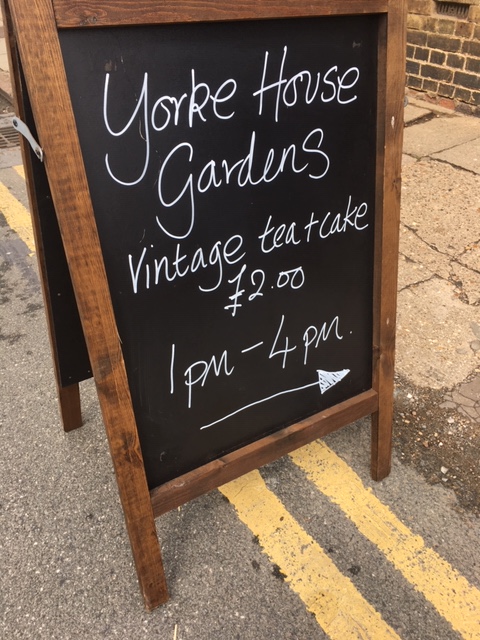 Yorke House
Gardens
Vintage tea + cake
£2.00
1pm - 4pm.